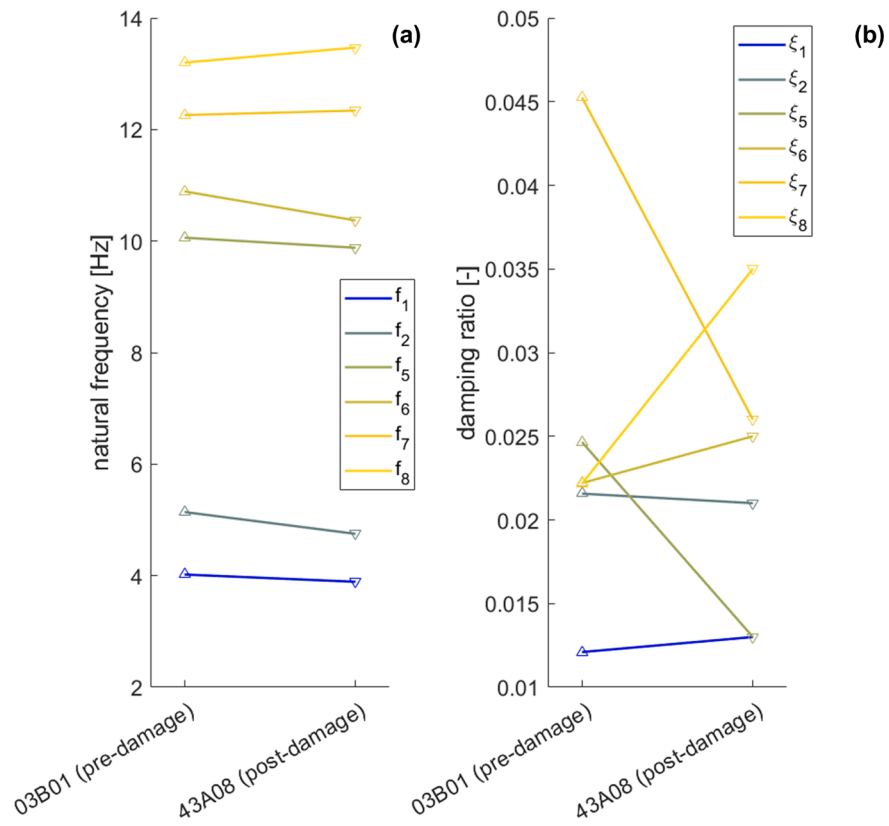 (a)
natural frequency [Hz]
14
12
10
8
6
4
2
f1
f2
f5
f6
f7
f8
03B01 (pre-damage)
43A08 (post-damage)
(b)
damping ratio [-]
0.05
0.045
0.04
0.035
0.03
0.025
0.02
0.015
0.01
ξ1
ξ2
ξ5
ξ6
ξ7
ξ8
03B01 (pre-damage)
43A08 (post-damage)